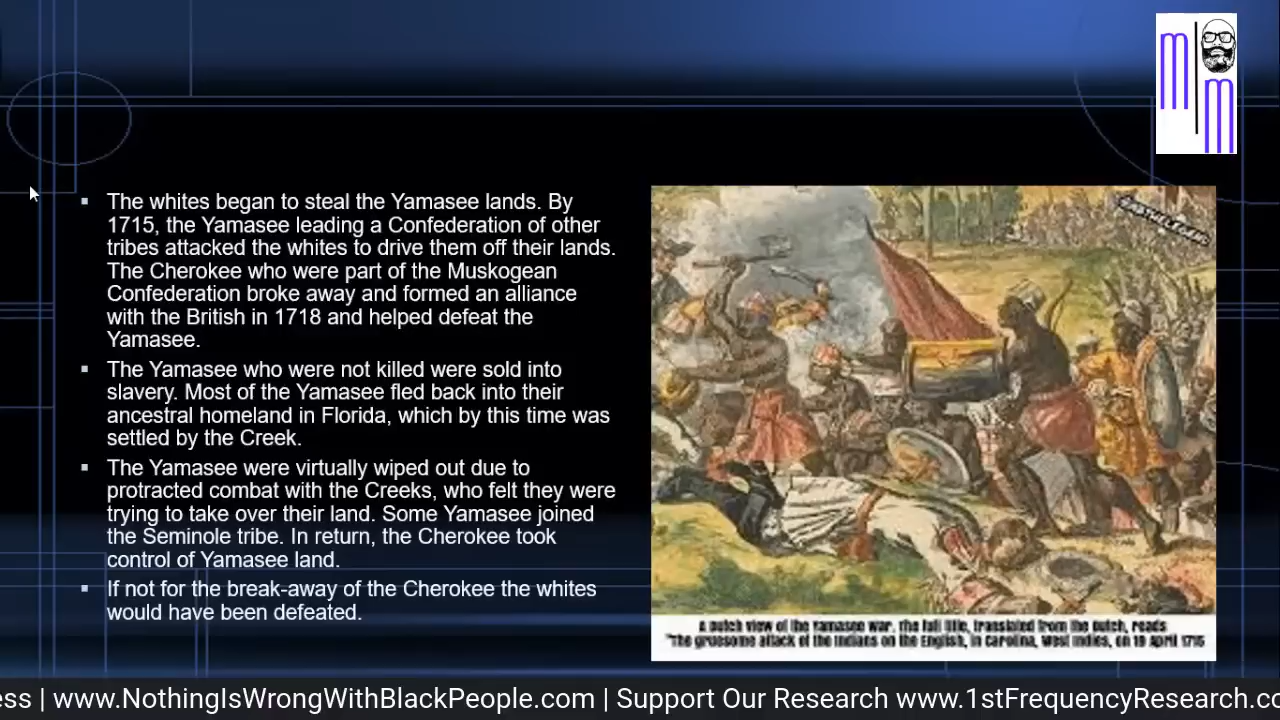 m m
The whites began to steal the Yamasee lands. By
1715, the Yamasee leading a Confederation of other
tribes attacked the whites to drive them off their lands.
The Cherokee who were part of the Muskogean
Confederation broke away and formed an alliance
with the British in 1718 and helped defeat the
Yamasee.
The Yamasee who were not killed were sold into
slavery. Most of the Yamasee fled back into their
ancestral homeland in Florida, which by this time was
settled by the Creek.
The Yamasee were virtually wiped out due to
protracted combat with the Creeks, who felt they were
trying to take over their land. Some Yamasee joined
the Seminole tribe. In return, the Cherokee took
control of Yamasee land.
If not for the break-away of the Cherokee the whites
would have been defeated.
A Dutch view of the Yamasee War. The full title, translated from the Dutch, reads
"The gruesome attack of the Indians on the English, in Carolina, West Indies, on 19 April 1715
ess | www.NothingIsWrongWithBlackPeople.com | Support Our Research www.1stFrequencyResearch.co